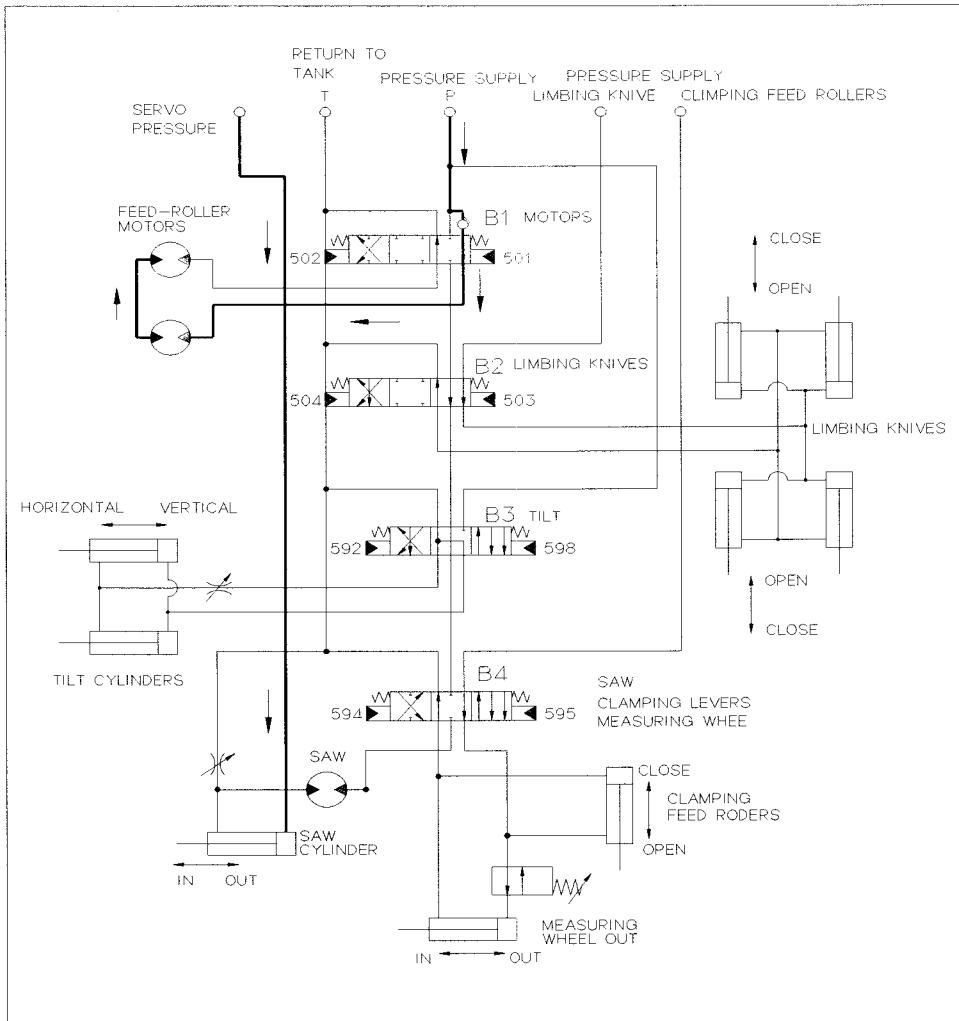 RETURN TO
TANK
T
PRESSURE SUPPLY
P
PRESSURE SUPPLY
LIMBING KNIVE
CLIMPING FEED ROLLERS
SERVO
PRESSURE
FEED-ROLLER
MOTORS
B1 MOTORS
502
501
CLOSE
OPEN
B2 LIMBING KNIVES
504
503
LIMBING KNIVES
HORIZONTAL
VERTICAL
B3 TILT
592
598
OPEN
CLOSE
TILT CYLINDERS
B4
594
595
SAW
CLAMPING LEVERS
MEASURING WHEE
SAW
CLOSE
CLAMPING
FEED RODERS
OPEN
SAW
CYLINDER
IN
OUT
MEASURING
WHEEL OUT
IN
OUT